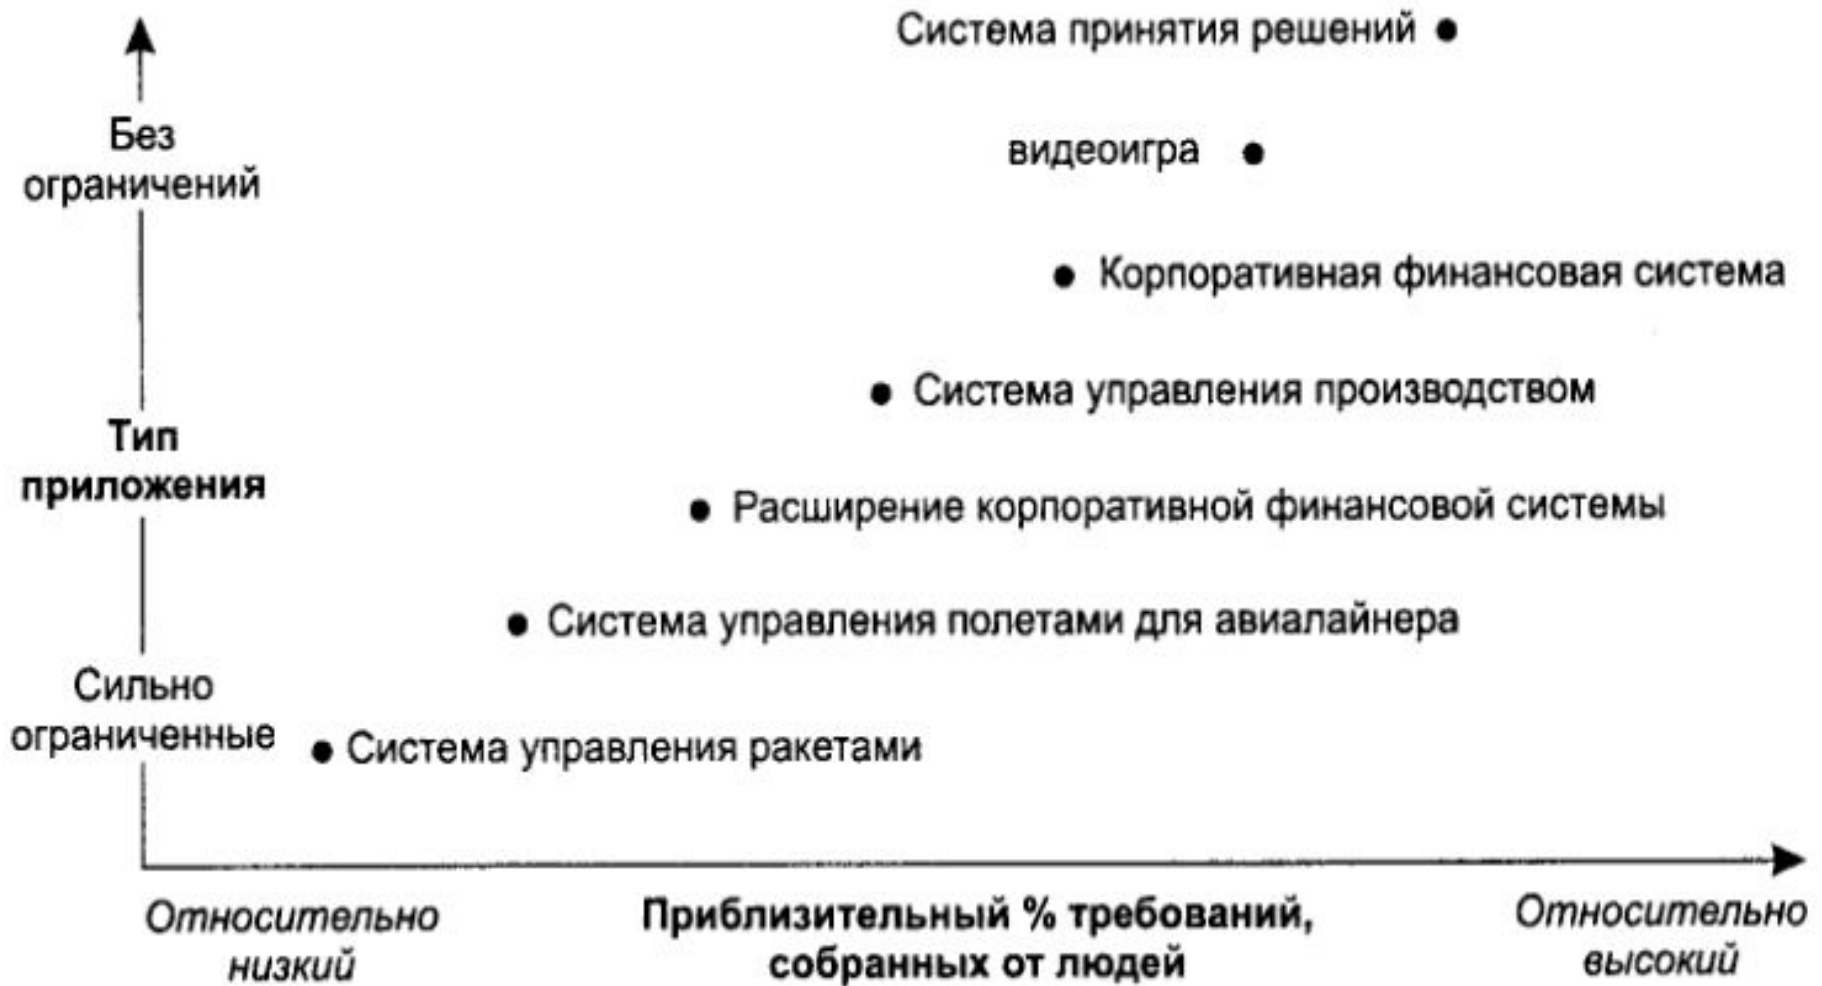 Система принятия решений
Без
ограничений
видеоигра
Корпоративная финансовая система
Система управления производством
Тип
приложения
Расширение корпоративной финансовой системы
Система управления полетами для авиалайнера
Сильно
ограниченные
Система управления ракетами
Относительно
низкий
Приблизительный % требований,
собранных от людей
Относительно
высокий